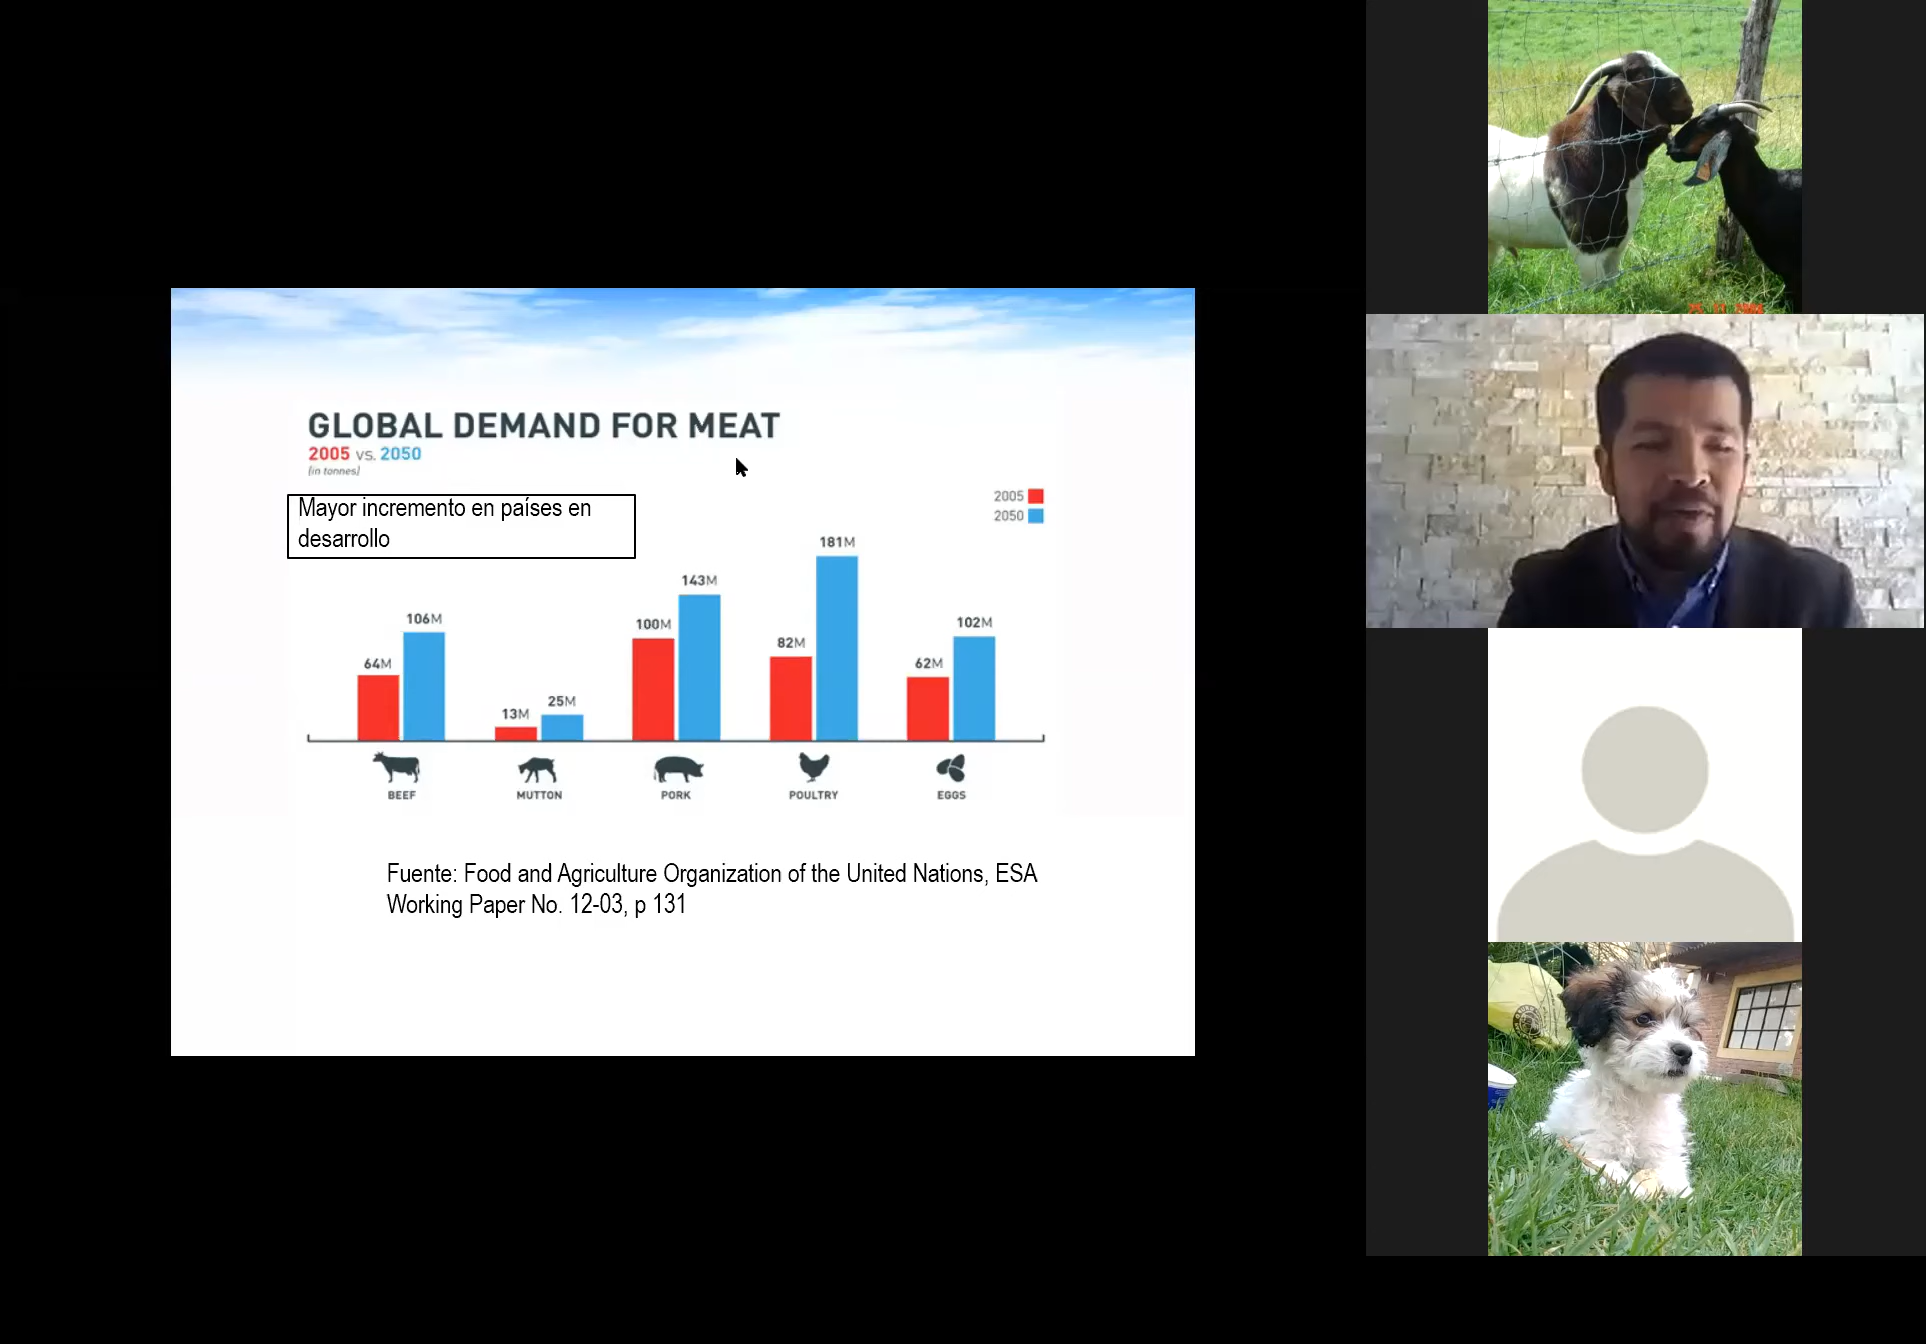 GLOBAL DEMAND FOR MEAT
2005 VS. 2050
(in tonnes)
Mayor incremento en países en
desarrollo
2005
2050
64M
106M
13M
25M
100M
143M
82M
181M
62M
102M
BEEF
MUTTON
PORK
POULTRY
EGGS
Fuente: Food and Agriculture Organization of the United Nations, ESA
Working Paper No. 12-03, p 131